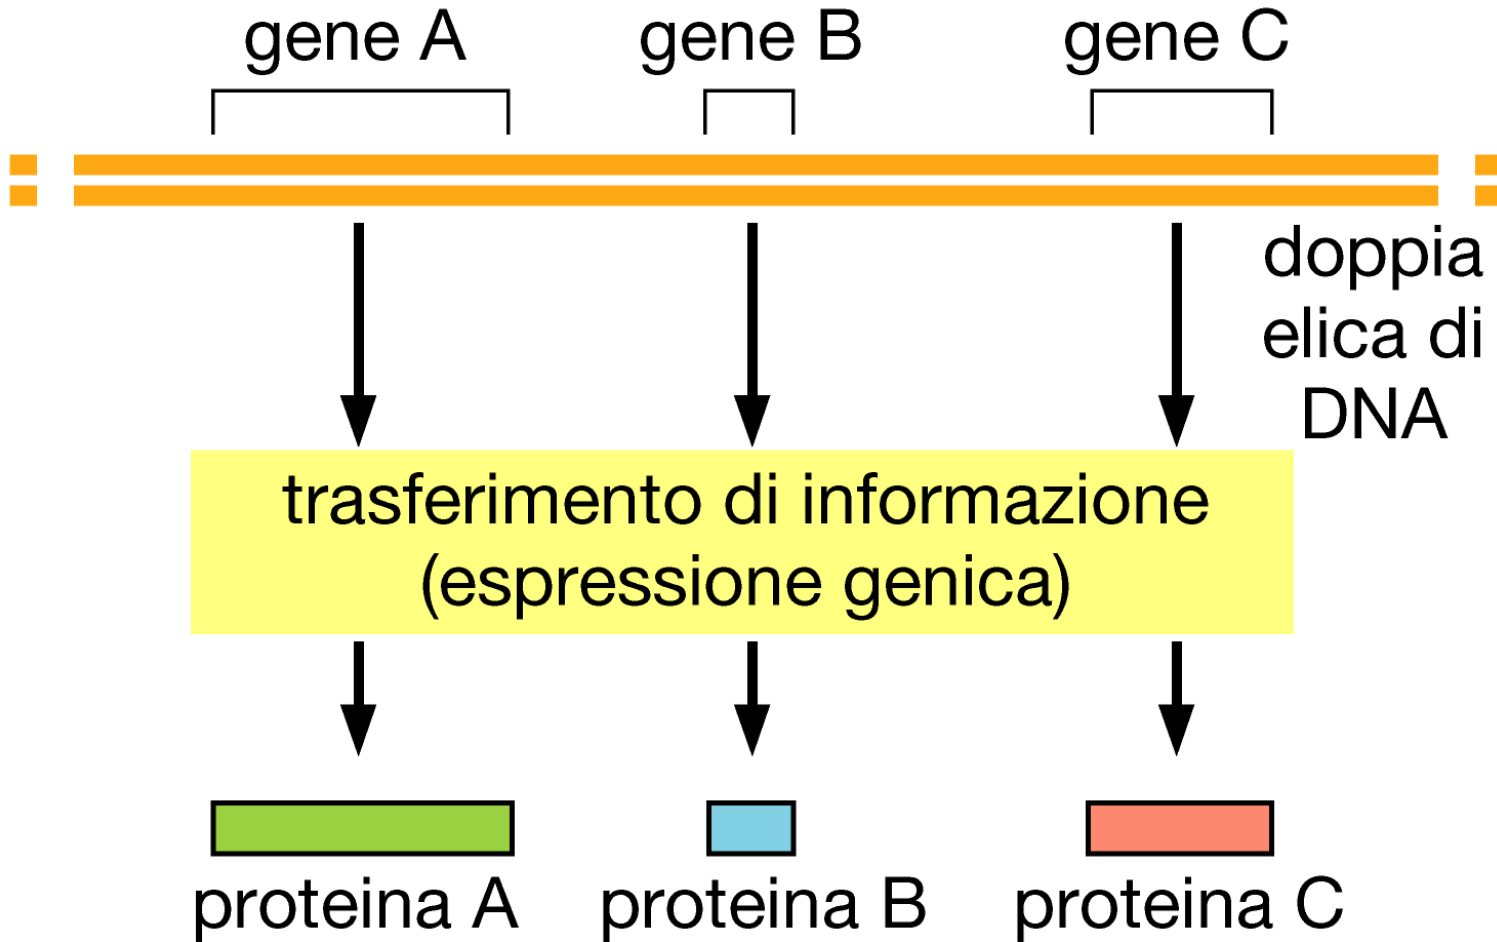 gene A
gene B
gene C
doppia
elica di
DNA
trasferimento di informazione
(espressione genica)
proteina A
proteina B
proteina C